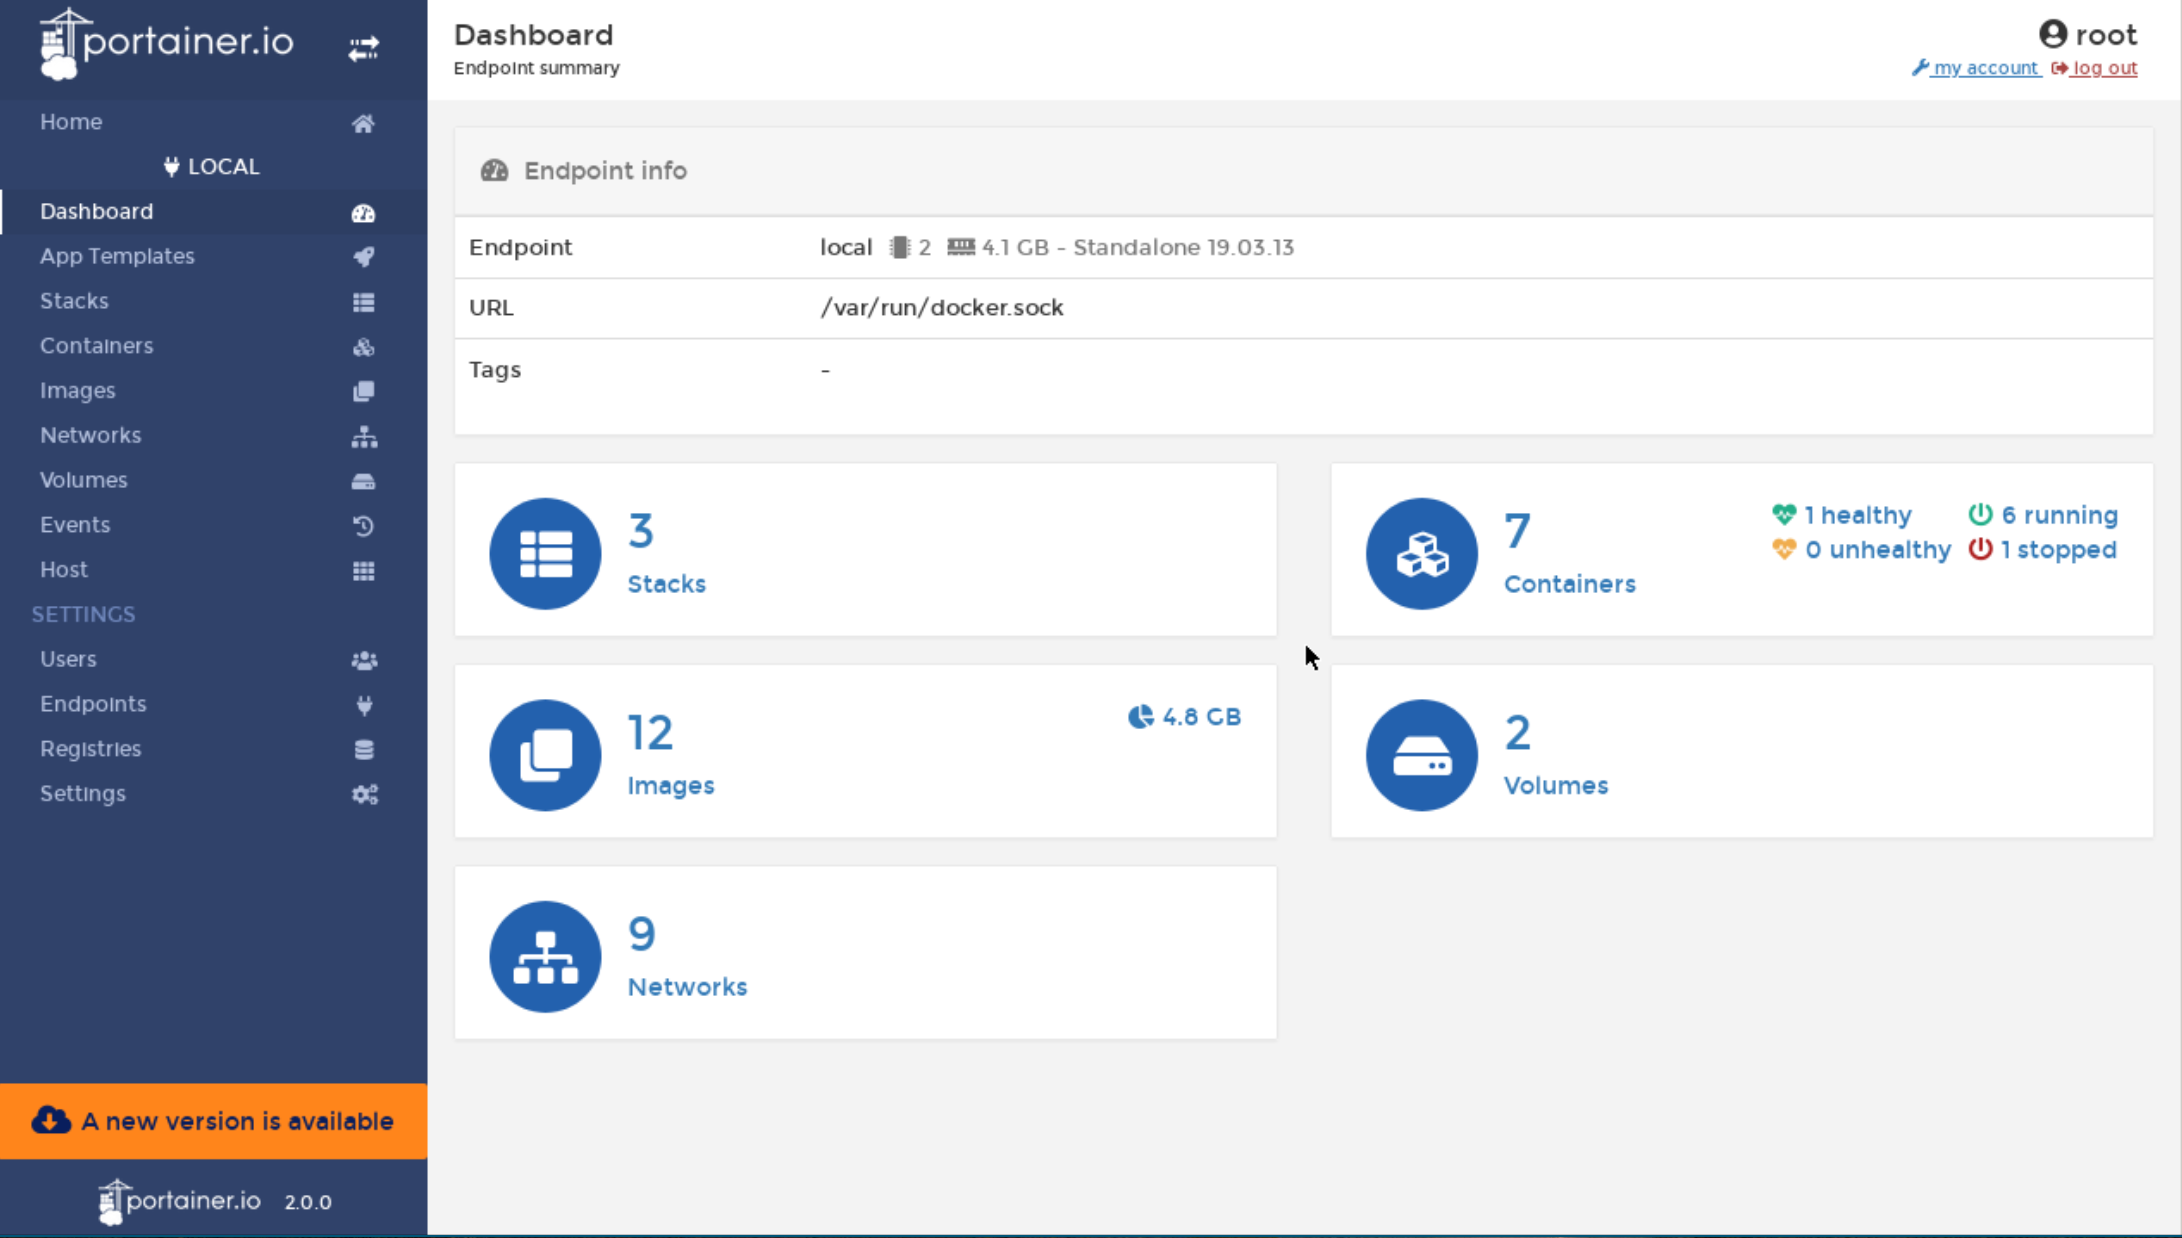 portainer.io
Home
LOCAL
Dashboard
App Templates
Stacks
Containers
Images
Networks
Volumes
Events
Host
SETTINGS
Users
Endpoints
Registries
Settings
A new version is available
portainer.io 2.0.0
Dashboard
Endpoint summary
root
my account log out
Endpoint info
Endpoint local 2 4.1 GB - Standalone 19.03.13
URL /var/run/docker.sock
Tags -
3
Stacks
7
Containers
1 healthy 6 running
0 unhealthy 1 stopped
12
Images
4.8 GB
2
Volumes
9
Networks